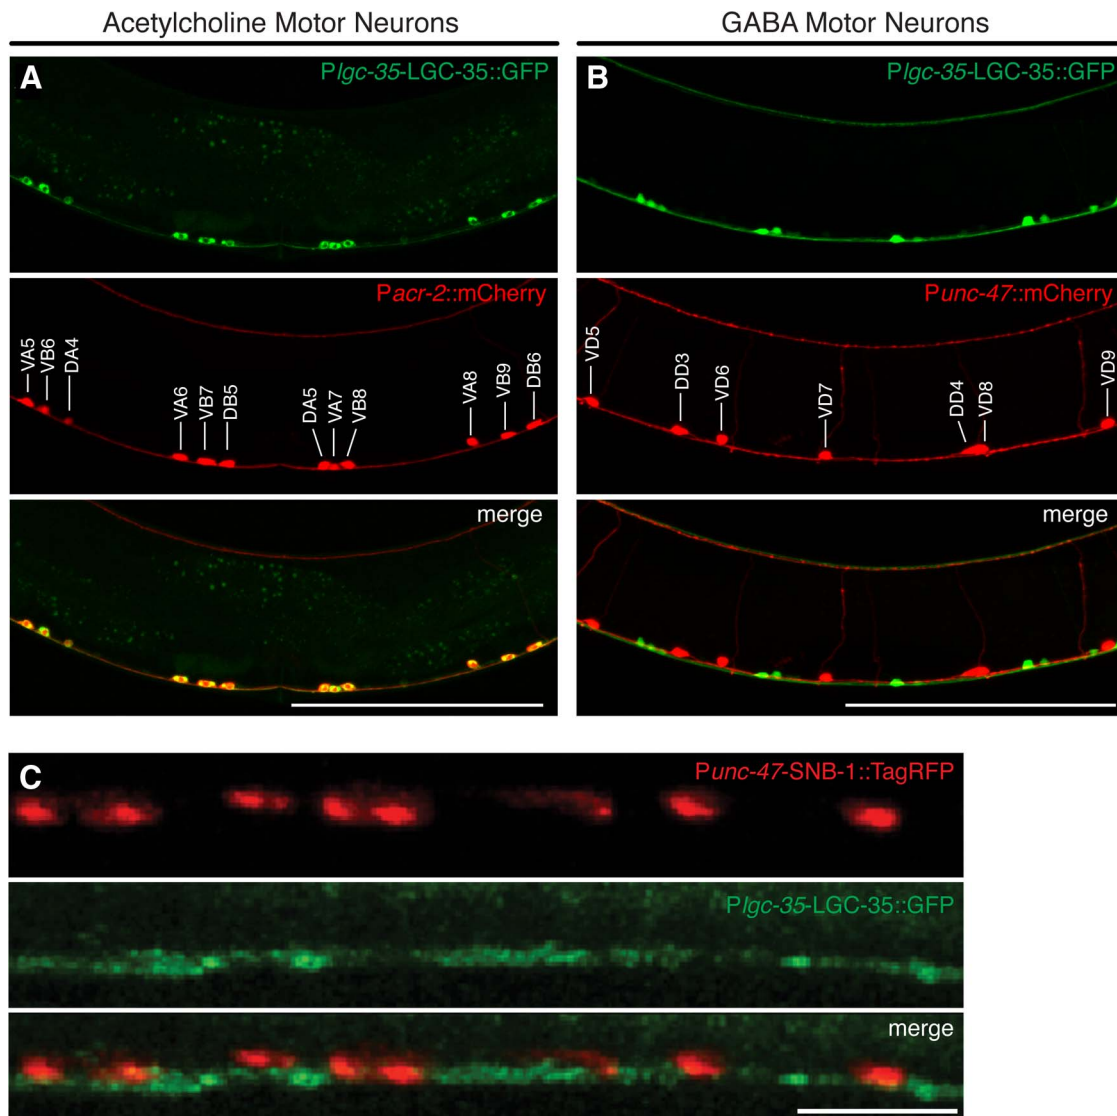 Acetylcholine Motor Neurons
GABA Motor Neurons
A
Plgc-35-LGC-35::GFP
B
Plgc-35-LGC-35::GFP
Pacr-2::mCherry
VA5
VB6
DA4
VA6
VB7
DB5
DA5
VA7
VB8
VA8
VB9
DB6
Punc-47::mCherry
VD5
DD3
VD6
VD7
DD4
VD8
VD9
merge
merge
C
Punc-47-SNB-1::TagRFP
Plgc-35-LGC-35::GFP
merge